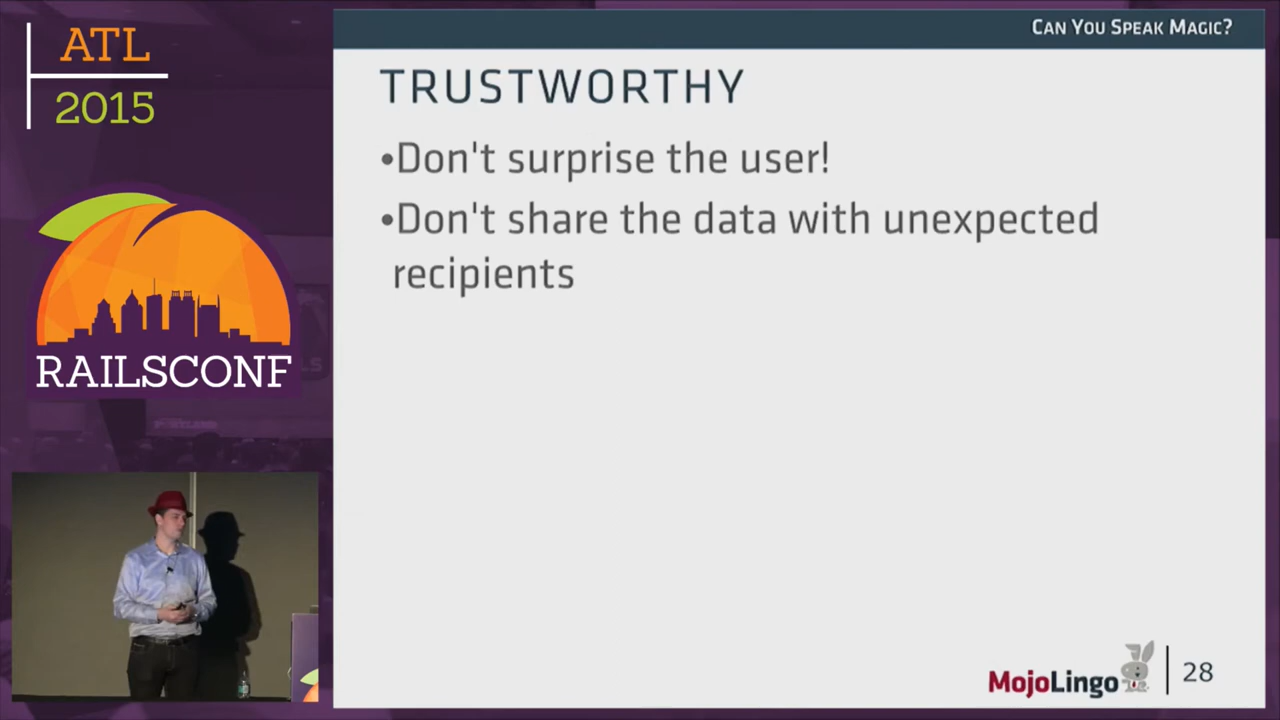 ATL
2015
RAILSCONF
CAN YOU SPEAK MAGIC?
TRUSTWORTHY
•Don't surprise the user!
•Don't share the data with unexpected
recipients
MojoLingo
28